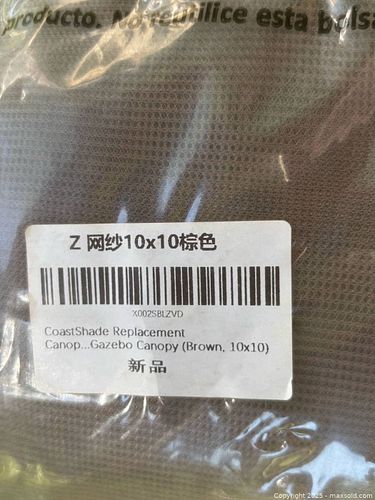 producto. No reutilice esta bolsa
Z 网纱10x10棕色
X002SBLZVD
CoastShade Replacement
Canop...Gazebo Canopy (Brown, 10x10)
新品
Copyright 2025 - maxsold.com